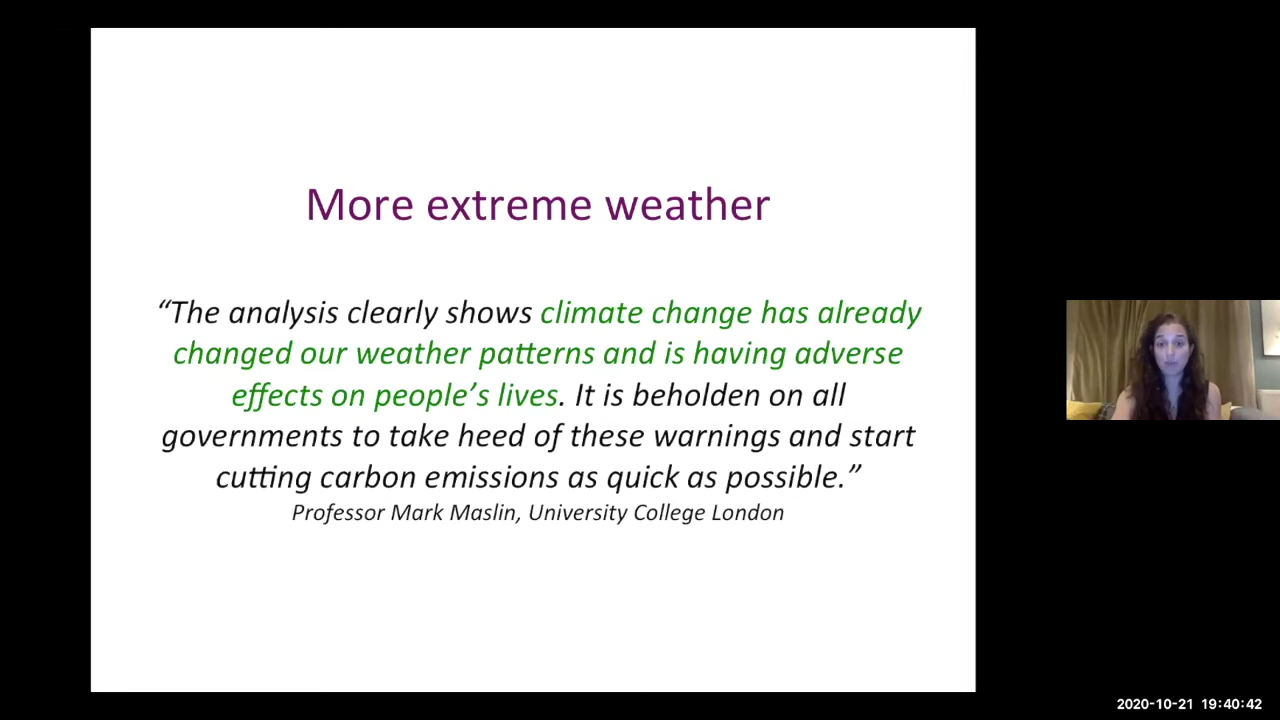 More extreme weather
“The analysis clearly shows climate change has already
changed our weather patterns and is having adverse
effects on people’s lives. It is beholden on all
governments to take heed of these warnings and start
cutting carbon emissions as quick as possible.”
Professor Mark Maslin, University College London
2020-10-21 19:40:42